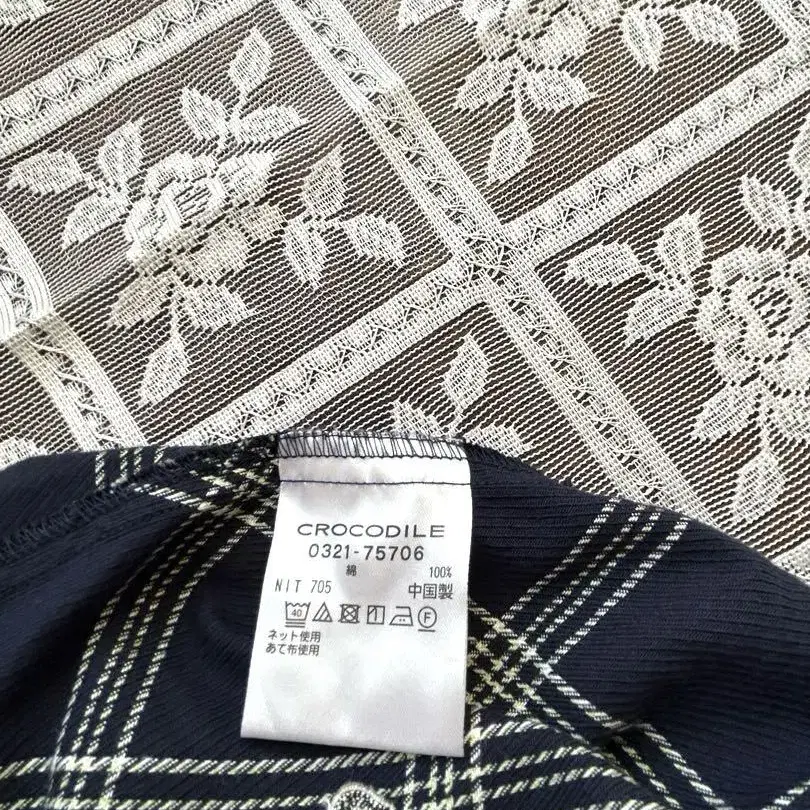 CROCODILE
0321-75706
綿 100%
NIT 705 中国製
40 F
ネット使用
あて布使用